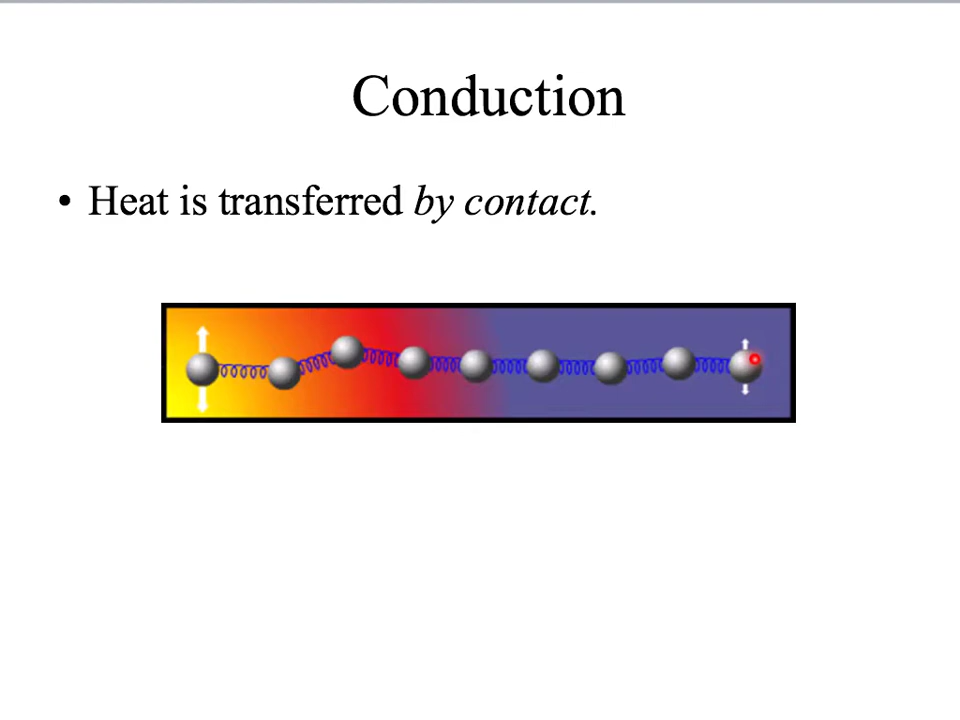 Conduction
• Heat is transferred by contact.